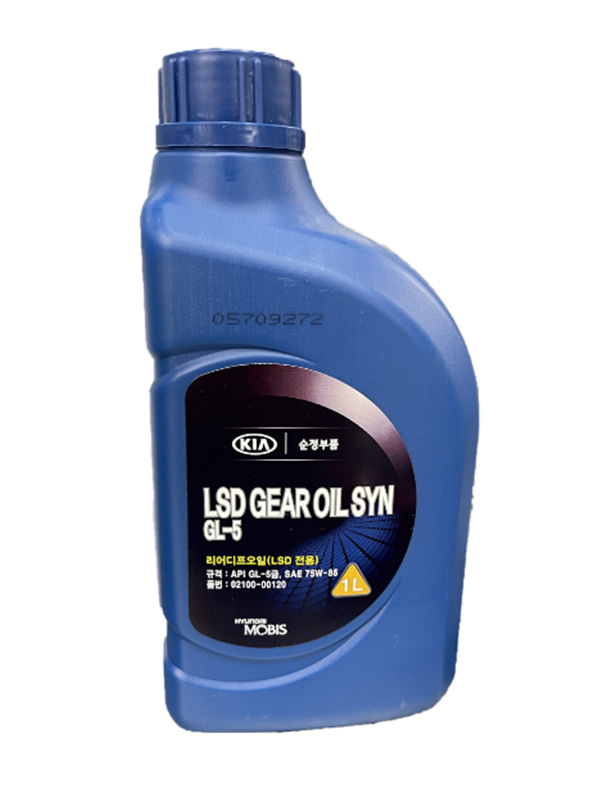 05709272
KIA | 순정부품
LSD GEAR OIL SYN
GL-5
리어디프오일(LSD 전용)
규격 : API GL-5급, SAE 75W-85
품번 : 02100-00120
1L
HYUNDAI
MOBIS